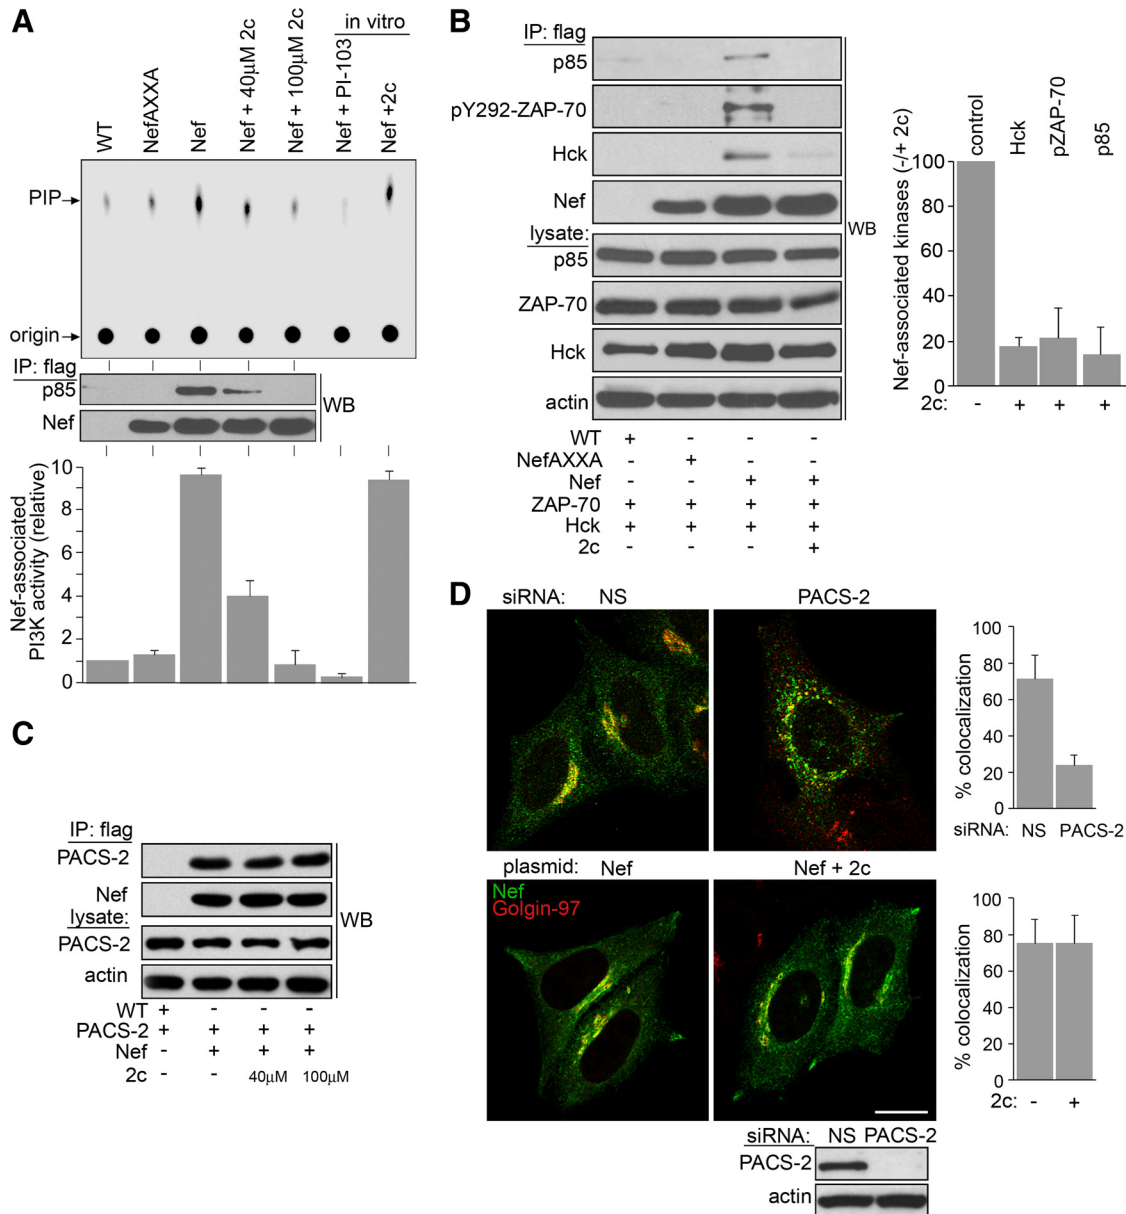 A
WT
NefAXXA
Nef
Nef + 40µM 2c
Nef + 100µM 2c
in vitro
Nef + PI-103
Nef +2c
PIP
origin
IP: flag
p85
Nef
WB
Nef-associated
PI3K activity (relative)
10
8
6
4
2
0
B
IP: flag
p85
pY292-ZAP-70
Hck
Nef
lysate:
p85
ZAP-70
Hck
actin
WB
WT + - - -
NefAXXA - + - -
Nef - - + +
ZAP-70 + + + +
Hck + + + +
2c - - - +
control
Hck
pZAP-70
p85
Nef-associated kinases (-/+ 2c)
100
80
60
40
20
0
2c: - + + +
C
IP: flag
PACS-2
Nef
lysate:
PACS-2
actin
WB
WT + - - -
PACS-2 + + + +
Nef - + + +
2c - - 40µM 100µM
D
siRNA: NS PACS-2
% colocalization
100
80
60
40
20
0
siRNA: NS PACS-2
plasmid: Nef Nef + 2c
Nef
Golgin-97
% colocalization
100
80
60
40
20
0
2c: - +
siRNA: NS PACS-2
PACS-2
actin